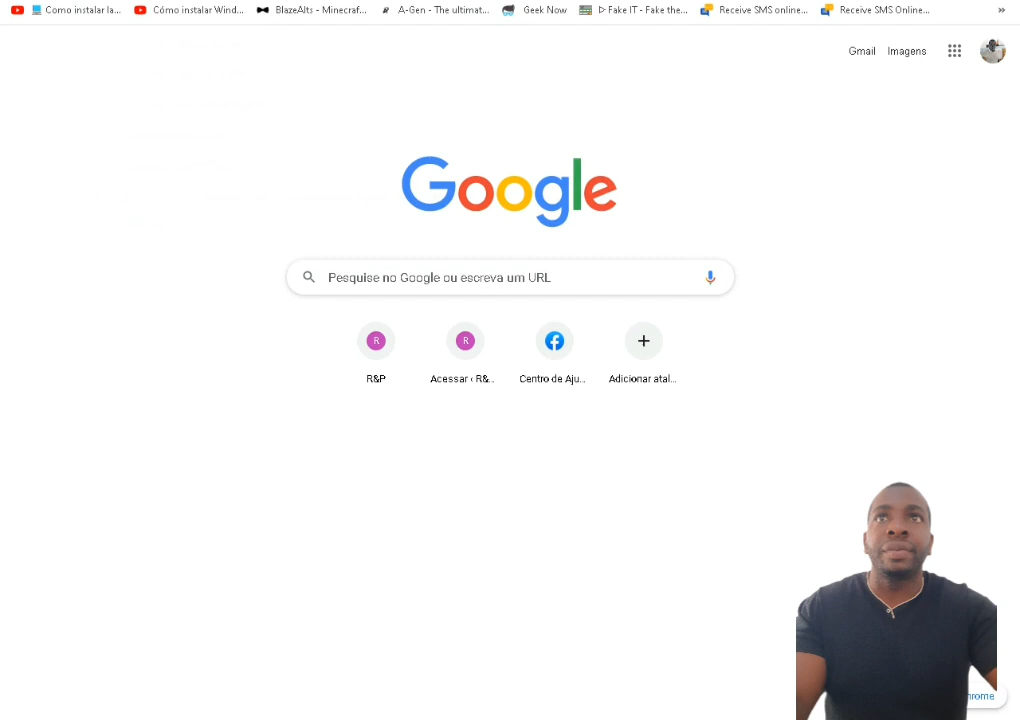 Como instalar la...
Cómo instalar Wind...
BlazeAlts - Minecraf...
A-Gen - The ultimat...
Geek Now
ᐅ Fake IT - Fake the...
Receive SMS online...
Receive SMS Online...
»
Gmail Imagens
Google
Pesquise no Google ou escreva um URL
R
R
R&P
Acessar ‹ R&...
Centro de Aju...
Adicionar atal...
hrome